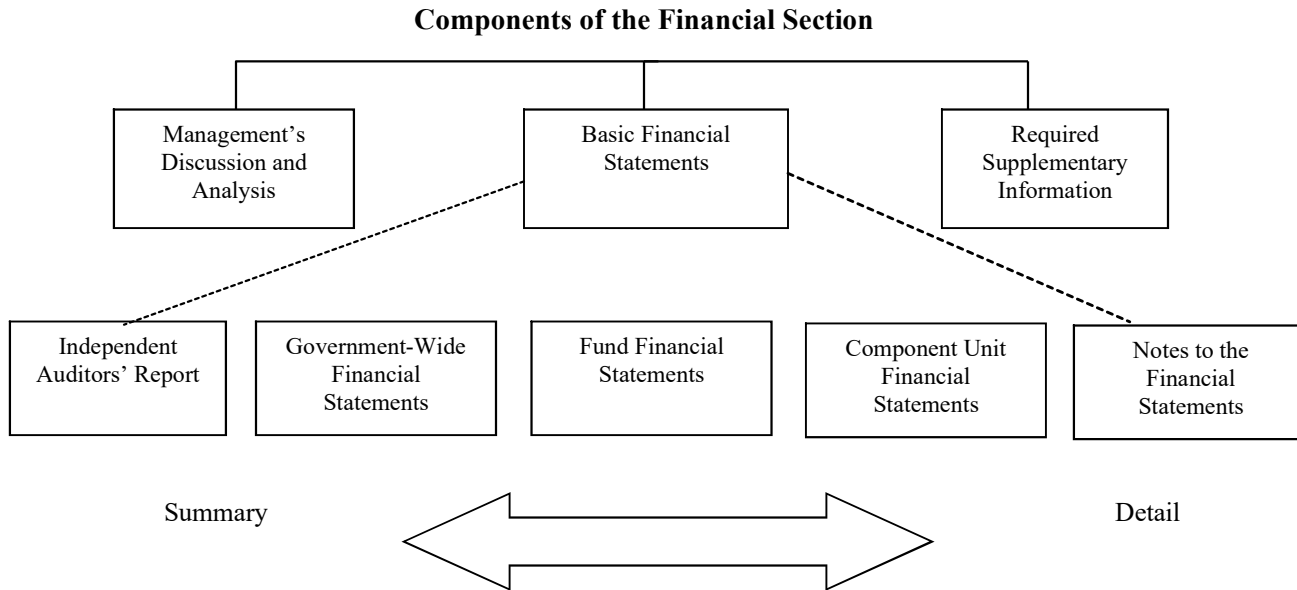 Components of the Financial Section
Management’s
Discussion and
Analysis
Basic Financial
Statements
Required
Supplementary
Information
Independent
Auditors’ Report
Government-Wide
Financial
Statements
Fund Financial
Statements
Component Unit
Financial
Statements
Notes to the
Financial
Statements
Summary
Detail